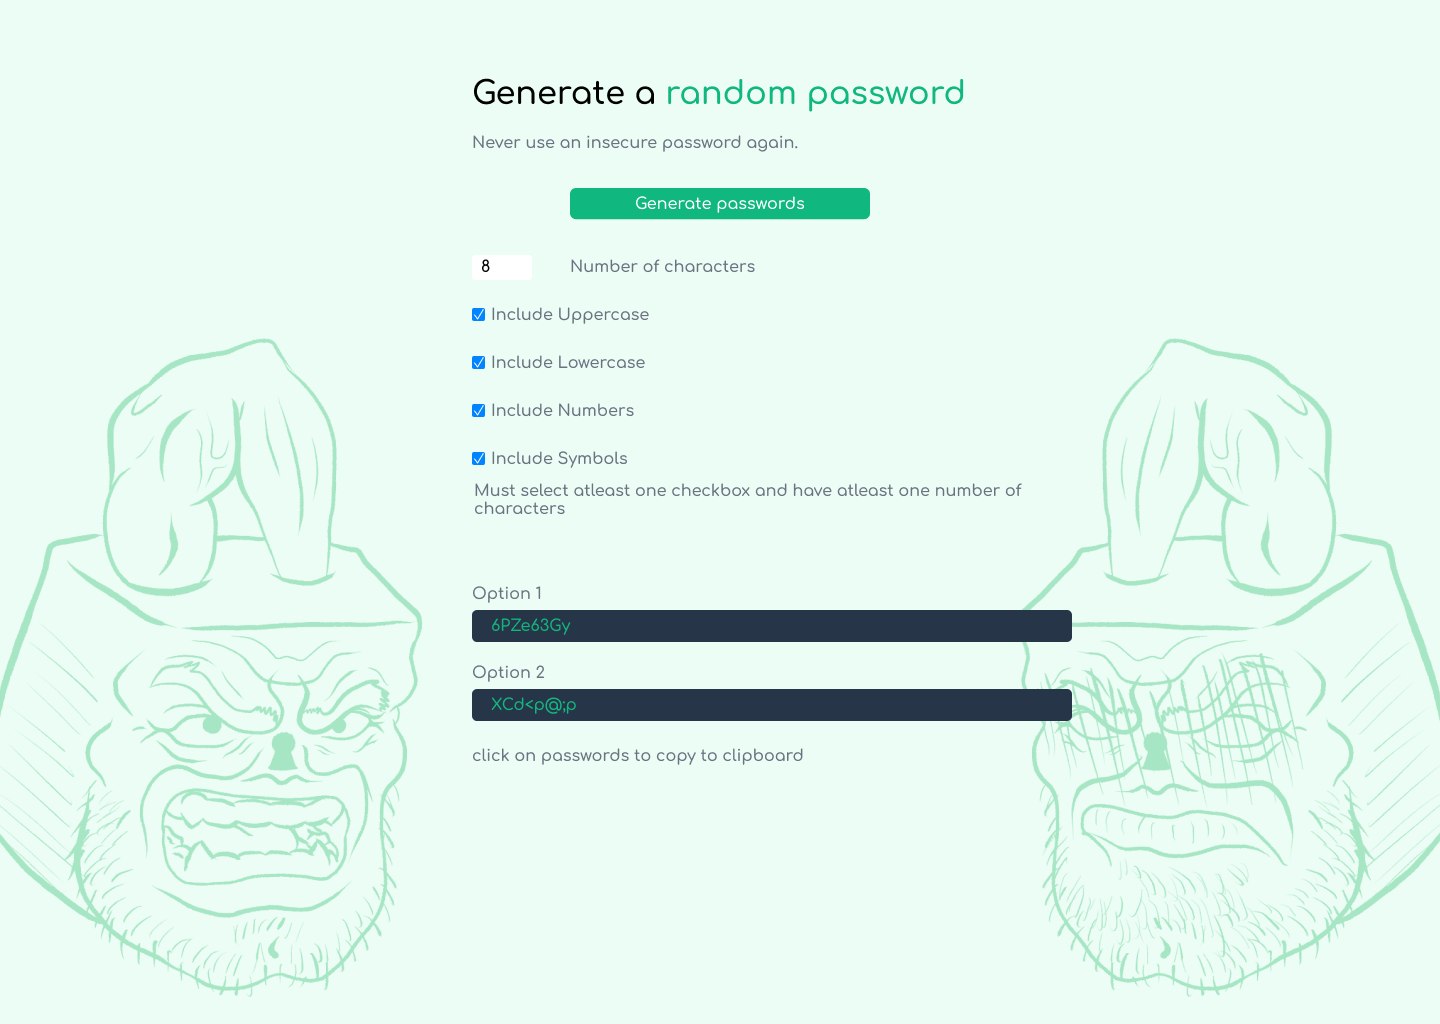 Generate a random password
Never use an insecure password again.
Generate passwords
8 Number of characters
Include Uppercase
Include Lowercase
Include Numbers
Include Symbols
Must select atleast one checkbox and have atleast one number of
characters
Option 1
6PZe63Gy
Option 2
XCd<p@;p
click on passwords to copy to clipboard